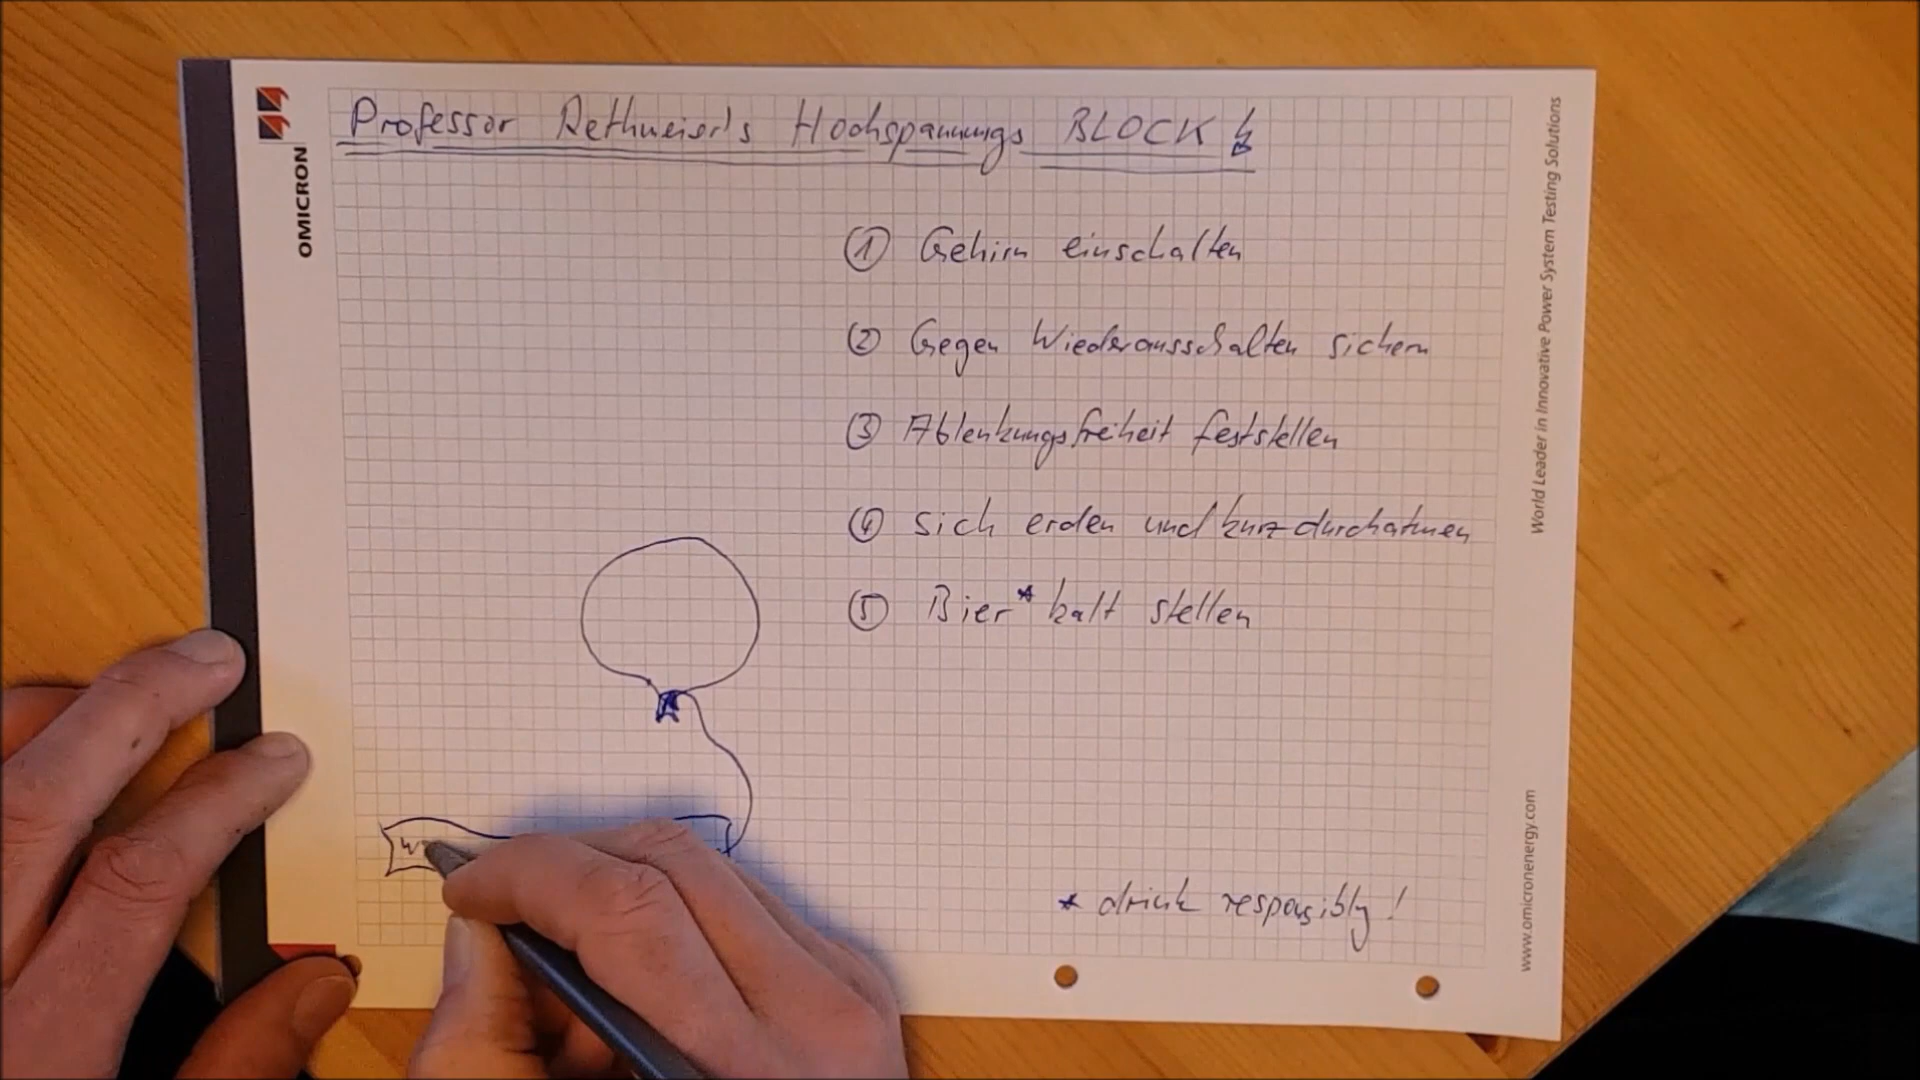 Professor Rethmeier's Hochspannungs BLOCK
OMICRON
① Gehirn einschalten
② Gegen Wiederausschalten sichern
③ Ablenkungsfreiheit feststellen
④ sich erden und kurz durchatmen
⑤ Bier* kalt stellen
* drink responsibly!
World Leader in Innovative Power System Testing Solutions
www.omicronenergy.com